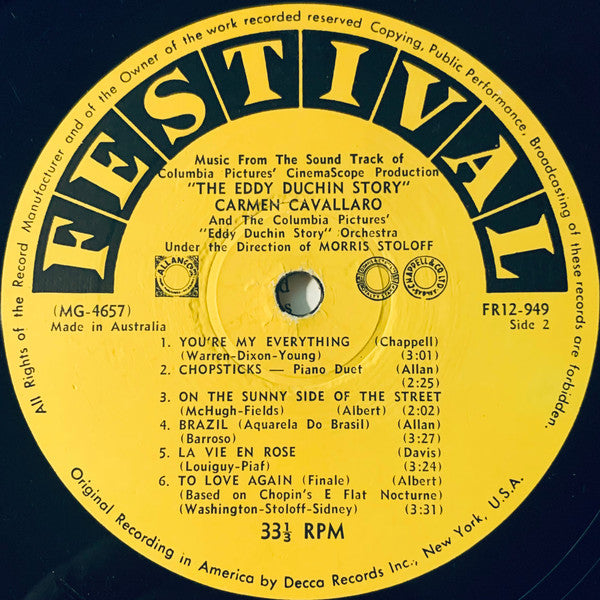 All Rights of the Record Manufacturer and of the Owner of the work recorded reserved Copying, Public Performance, Broadcasting of these records are forbidden.
FESTIVAL
Music From The Sound Track of
Columbia Pictures' CinemaScope Production
"THE EDDY DUCHIN STORY"
CARMEN CAVALLARO
And The Columbia Pictures'
"Eddy Duchin Story" Orchestra
Under the Direction of MORRIS STOLOFF
ALLANCO
CHAPPELL & CO LTD
(MG-4657) FR12-949
Made in Australia Side 2
1. YOU'RE MY EVERYTHING (Chappell)
(Warren-Dixon-Young) (3:01)
2. CHOPSTICKS — Piano Duet (Allan)
(2:25)
3. ON THE SUNNY SIDE OF THE STREET
(McHugh-Fields) (Albert) (2:02)
4. BRAZIL (Aquarela Do Brasil) (Allan)
(Barroso) (3:27)
5. LA VIE EN ROSE (Davis)
(Louiguy-Piaf) (3:24)
6. TO LOVE AGAIN (Finale) (Albert)
(Based on Chopin's E Flat Nocturne)
(Washington-Stoloff-Sidney) (3:31)
33⅓ RPM
Original Recording in America by Decca Records Inc., New York, U.S.A.